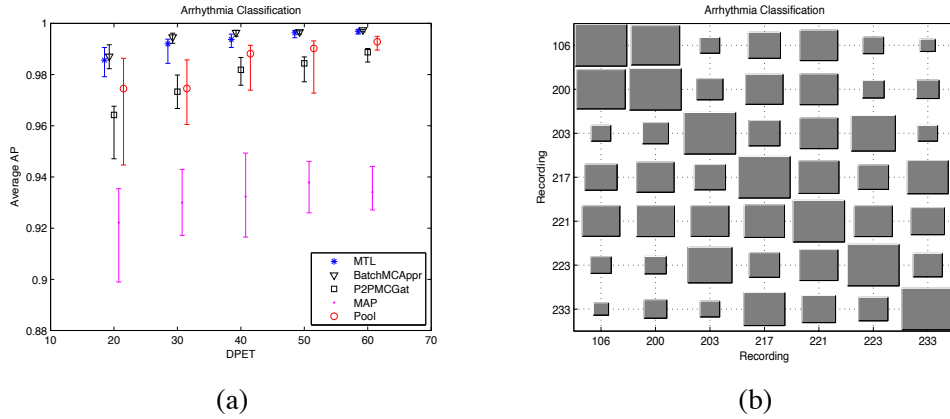 Arrhythmia Classification
1
0.98
0.96
0.94
0.92
0.9
0.88
Average AP
10 20 30 40 50 60 70
DPET
MTL
BatchMCAppr
P2PMCGat
MAP
Pool
(a)
Arrhythmia Classification
106
200
203
217
221
223
233
Recording
106 200 203 217 221 223 233
Recording
(b)